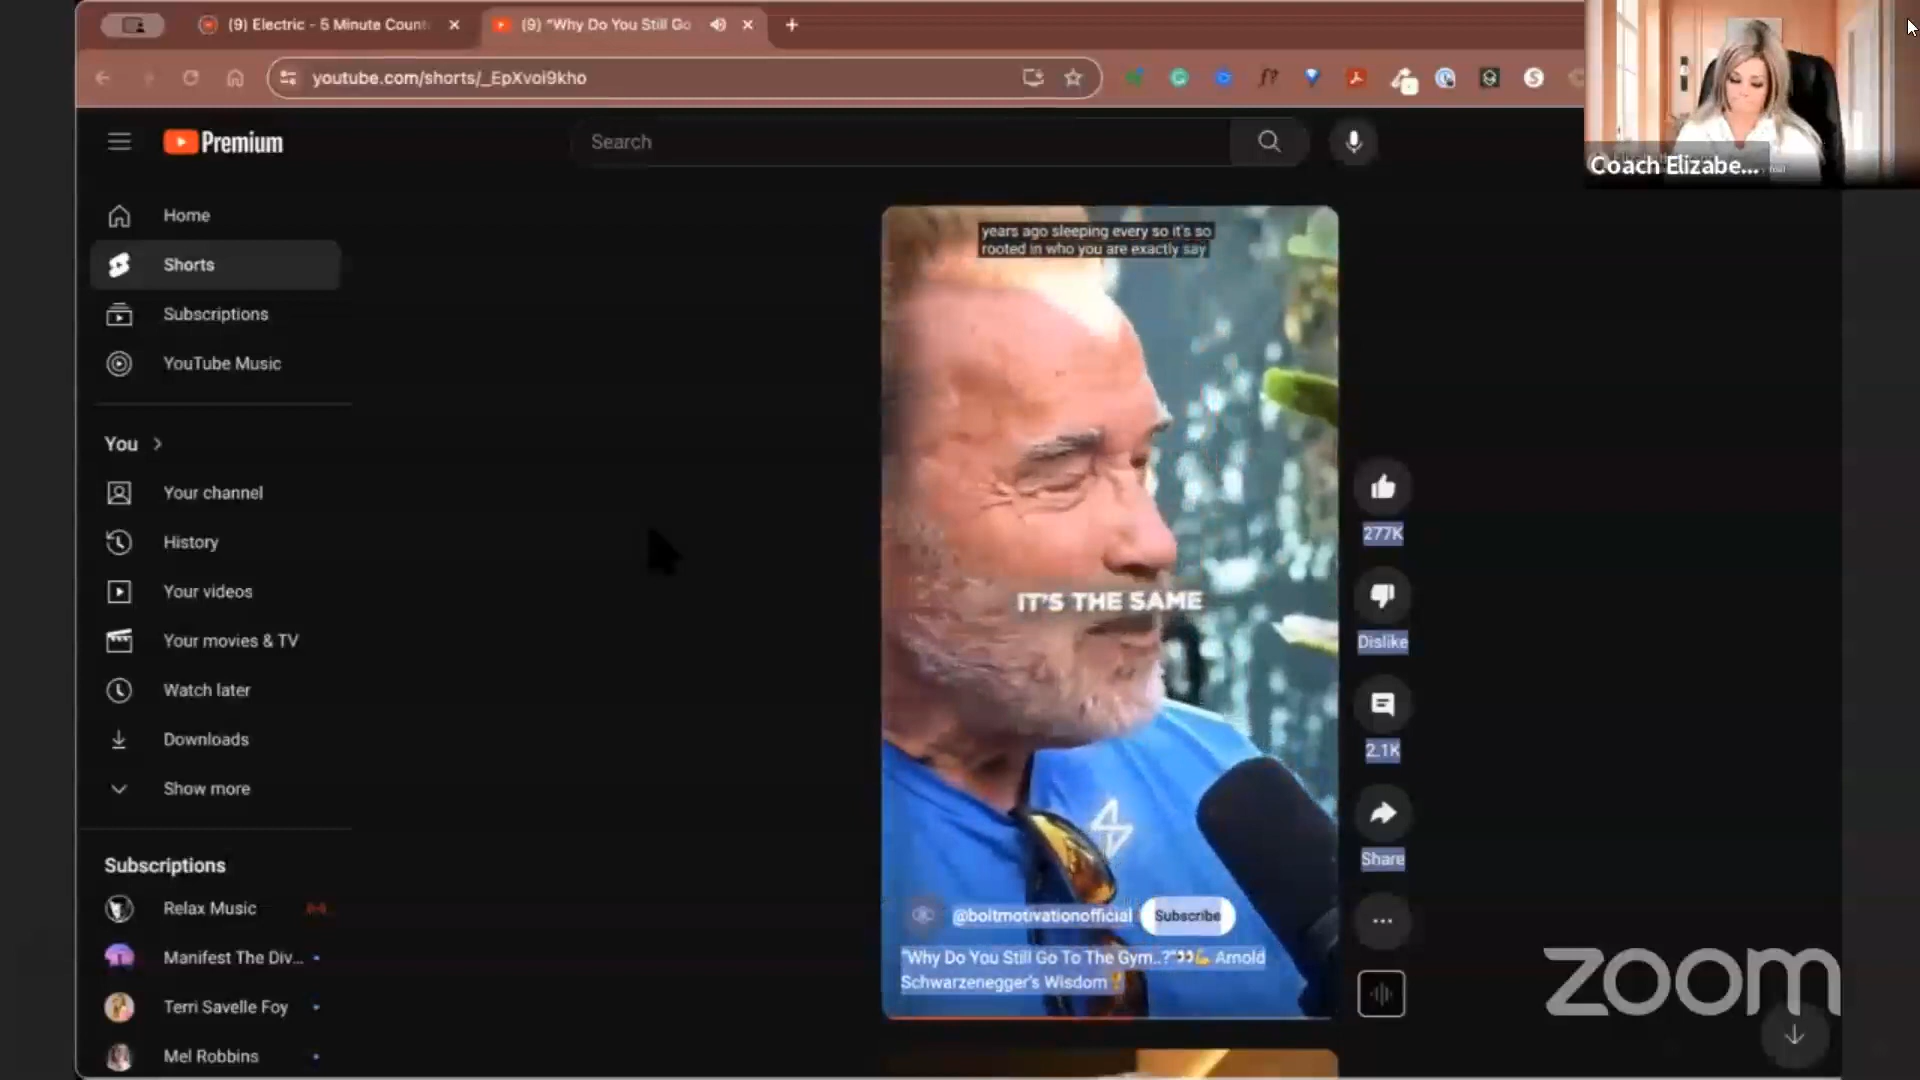 (9) Electric - 5 Minute Count
(9) "Why Do You Still Go
youtube.com/shorts/_EpXvoi9kho
Premium
Search
Coach Elizabe...
Home
Shorts
Subscriptions
YouTube Music
You
Your channel
History
Your videos
Your movies & TV
Watch later
Downloads
Show more
Subscriptions
Relax Music
Manifest The Div...
Terri Savelle Foy
Mel Robbins
years ago sleeping every so it's so
rooted in who you are exactly say
IT'S THE SAME
@boltmotivationofficial
Subscribe
"Why Do You Still Go To The Gym..?"👀💪 Arnold
Schwarzenegger's Wisdom
277K
Dislike
2.1K
Share
zoom